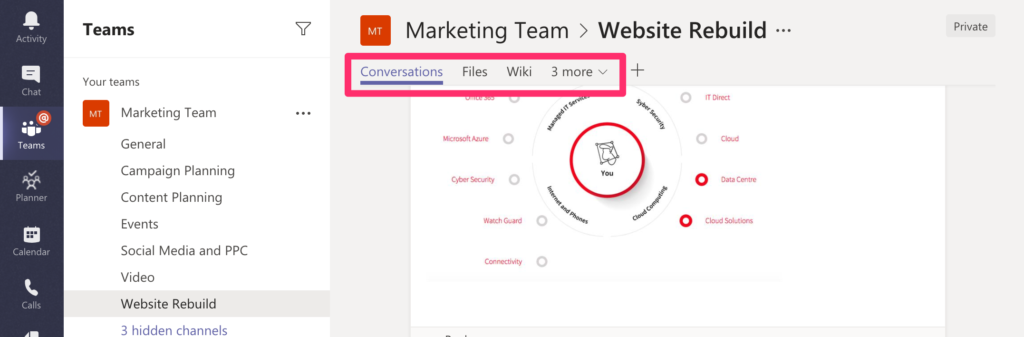 Activity
Chat
Teams
Planner
Calendar
Calls
Teams
Your teams
MT Marketing Team ...
General
Campaign Planning
Content Planning
Events
Social Media and PPC
Video
Website Rebuild
3 hidden channels
MT Marketing Team > Website Rebuild ...
Private
Conversations Files Wiki 3 more +
Office 365
Microsoft Azure
Cyber Security
Watch Guard
Connectivity
Managed IT Services
Syber Security
Internet and Phones
Cloud Computing
You
IT Direct
Cloud
Data Centre
Cloud Solutions